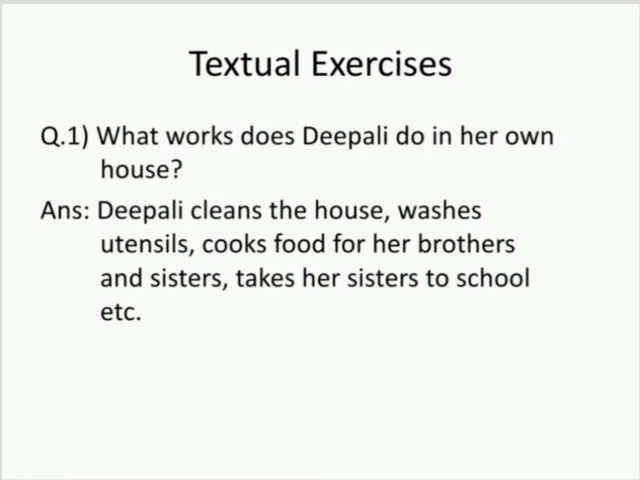 Textual Exercises
Q.1) What works does Deepali do in her own
house?
Ans: Deepali cleans the house, washes
utensils, cooks food for her brothers
and sisters, takes her sisters to school
etc.